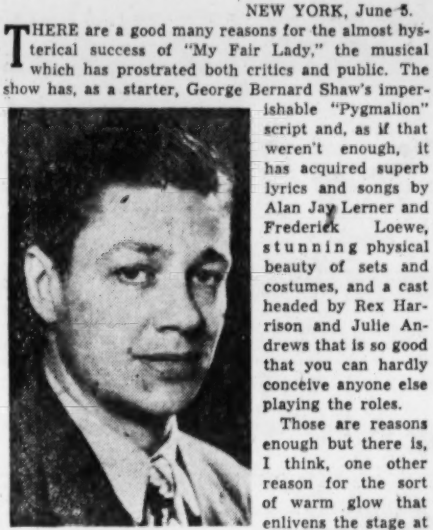 NEW YORK, June 5.
THERE are a good many reasons for the almost hys-
terical success of "My Fair Lady," the musical
which has prostrated both critics and public. The
show has, as a starter, George Bernard Shaw's imper-
ishable "Pygmalion"
script and, as if that
weren't enough, it
has acquired superb
lyrics and songs by
Alan Jay Lerner and
Frederick Loewe,
stunning physical
beauty of sets and
costumes, and a cast
headed by Rex Har-
rison and Julie An-
drews that is so good
that you can hardly
conceive anyone else
playing the roles.
Those are reasons
enough but there is,
I think, one other
reason for the sort
of warm glow that
enlivens the stage at